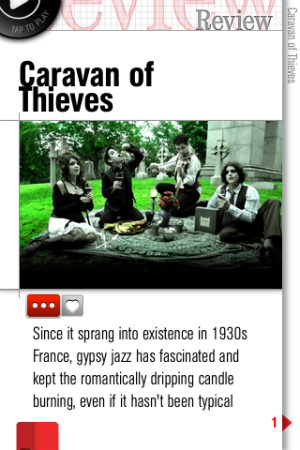 review
Review
TAP TO PLAY
Caravan of Thieves
Caravan of
Thieves
Since it sprang into existence in 1930s
France, gypsy jazz has fascinated and
kept the romantically dripping candle
burning, even if it hasn't been typical
1